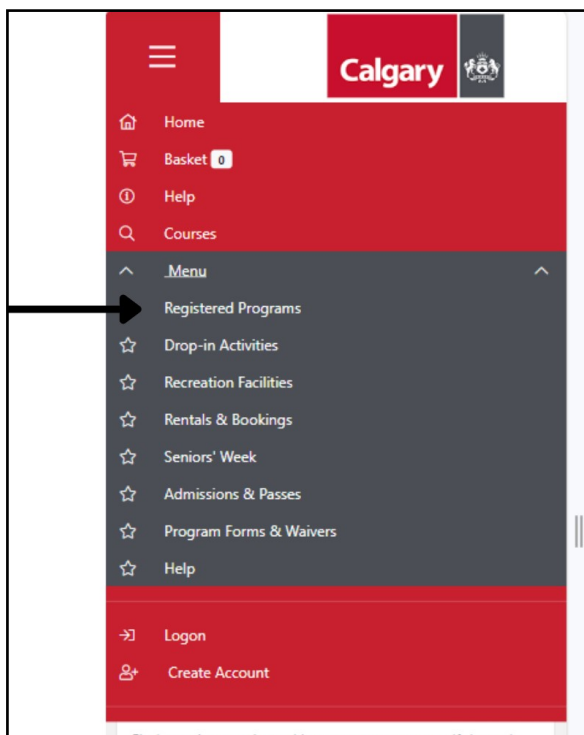 Calgary
Home
Basket 0
Help
Courses
Menu
Registered Programs
Drop-in Activities
Recreation Facilities
Rentals & Bookings
Seniors' Week
Admissions & Passes
Program Forms & Waivers
Help
Logon
Create Account